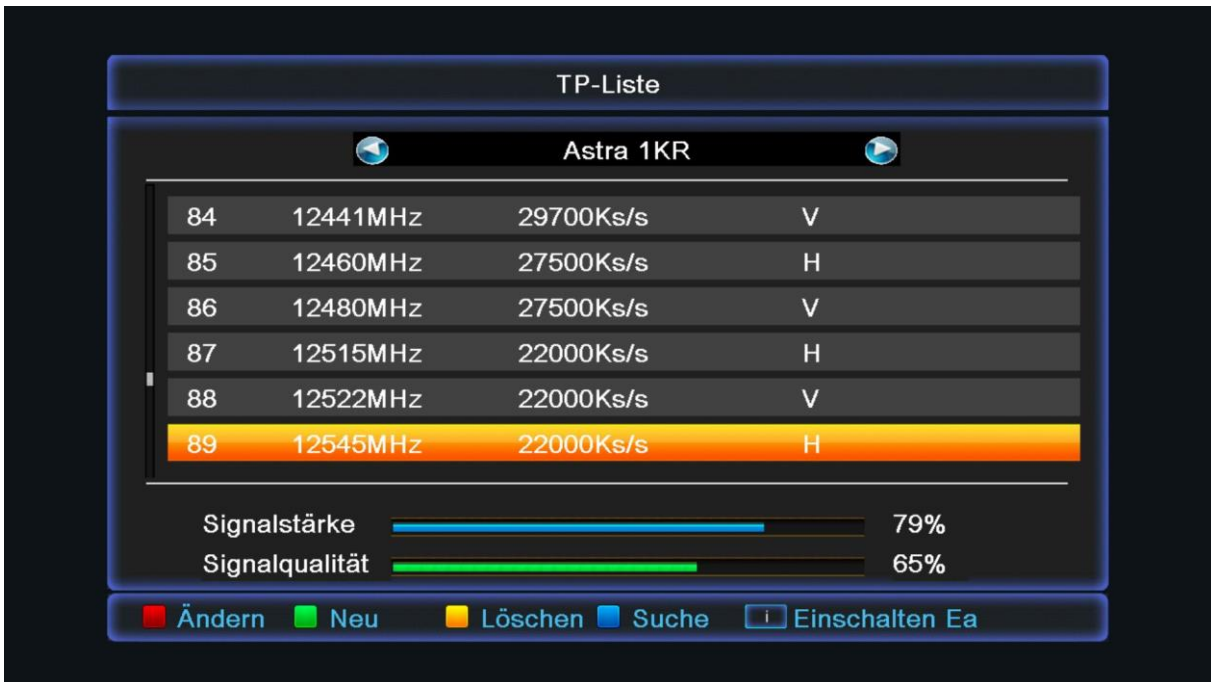 TP-Liste
Astra 1KR
84 12441MHz 29700Ks/s V
85 12460MHz 27500Ks/s H
86 12480MHz 27500Ks/s V
87 12515MHz 22000Ks/s H
88 12522MHz 22000Ks/s V
89 12545MHz 22000Ks/s H
Signalstärke 79%
Signalqualität 65%
Ändern Neu Löschen Suche i Einschalten Ea